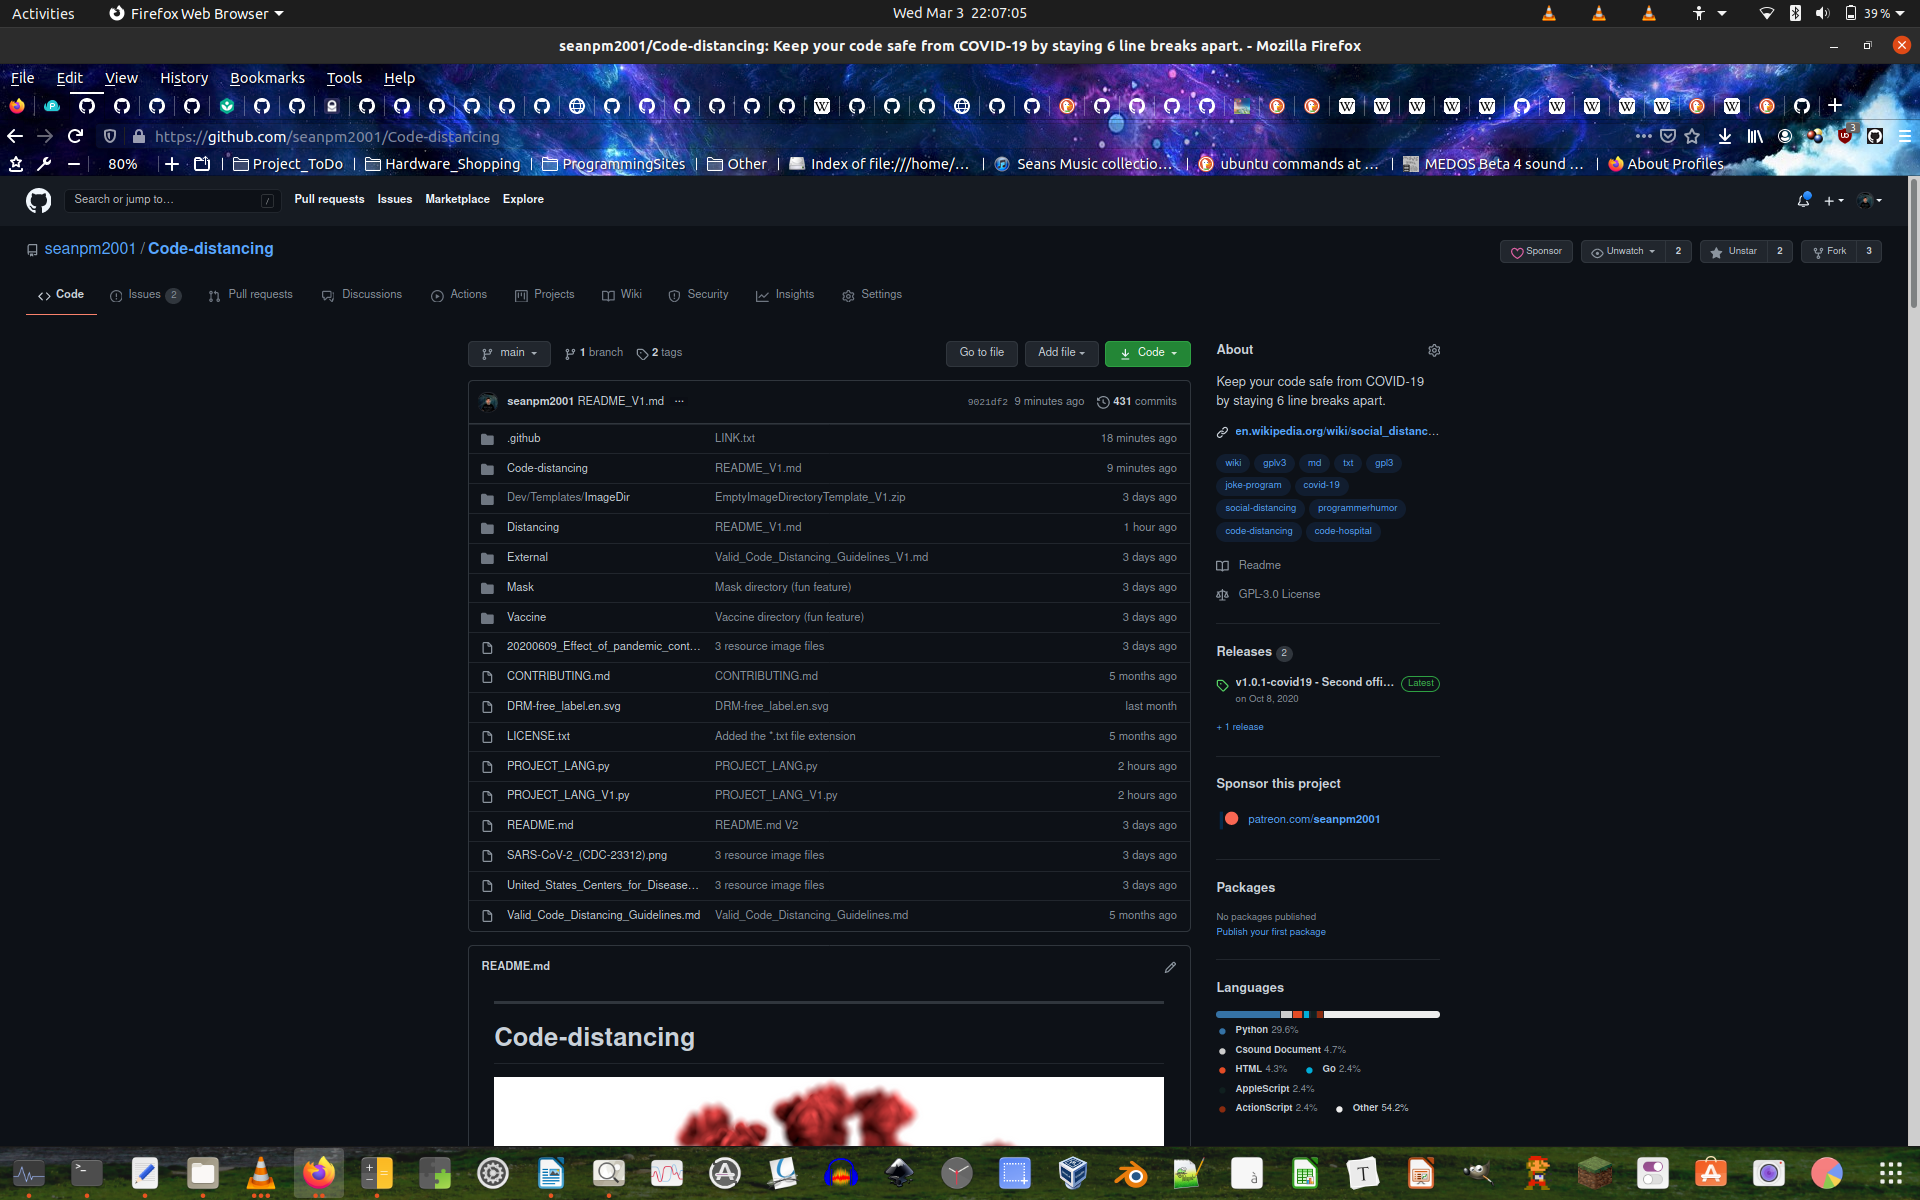 Activities
Firefox Web Browser
Wed Mar 3 22:07:05
39 %
seanpm2001/Code-distancing: Keep your code safe from COVID-19 by staying 6 line breaks apart. - Mozilla Firefox
File Edit View History Bookmarks Tools Help
https://github.com/seanpm2001/Code-distancing
3
80%
Project_ToDo
Hardware_Shopping
ProgrammingSites
Other
Index of file:///home/...
Seans Music collectio...
ubuntu commands at ...
MEDOS Beta 4 sound ...
About Profiles
Search or jump to...
/
Pull requests Issues Marketplace Explore
seanpm2001 / Code-distancing
Sponsor
Unwatch 2
Unstar 2
Fork 3
Code
Issues 2
Pull requests
Discussions
Actions
Projects
Wiki
Security
Insights
Settings
main
1 branch
2 tags
Go to file
Add file
Code
seanpm2001 README_V1.md ...
9021df2 9 minutes ago
431 commits
.github LINK.txt 18 minutes ago
Code-distancing README_V1.md 9 minutes ago
Dev/Templates/ImageDir EmptyImageDirectoryTemplate_V1.zip 3 days ago
Distancing README_V1.md 1 hour ago
External Valid_Code_Distancing_Guidelines_V1.md 3 days ago
Mask Mask directory (fun feature) 3 days ago
Vaccine Vaccine directory (fun feature) 3 days ago
20200609_Effect_of_pandemic_cont... 3 resource image files 3 days ago
CONTRIBUTING.md CONTRIBUTING.md 5 months ago
DRM-free_label.en.svg DRM-free_label.en.svg last month
LICENSE.txt Added the *.txt file extension 5 months ago
PROJECT_LANG.py PROJECT_LANG.py 2 hours ago
PROJECT_LANG_V1.py PROJECT_LANG_V1.py 2 hours ago
README.md README.md V2 3 days ago
SARS-CoV-2_(CDC-23312).png 3 resource image files 3 days ago
United_States_Centers_for_Disease... 3 resource image files 3 days ago
Valid_Code_Distancing_Guidelines.md Valid_Code_Distancing_Guidelines.md 5 months ago
README.md
Code-distancing
About
Keep your code safe from COVID-19
by staying 6 line breaks apart.
en.wikipedia.org/wiki/social_distanc...
wiki gplv3 md txt gpl3
joke-program covid-19
social-distancing programmerhumor
code-distancing code-hospital
Readme
GPL-3.0 License
Releases 2
v1.0.1-covid19 - Second offi... Latest
on Oct 8, 2020
+ 1 release
Sponsor this project
patreon.com/seanpm2001
Packages
No packages published
Publish your first package
Languages
Python 29.6%
Csound Document 4.7%
HTML 4.3% Go 2.4%
AppleScript 2.4%
ActionScript 2.4% Other 54.2%